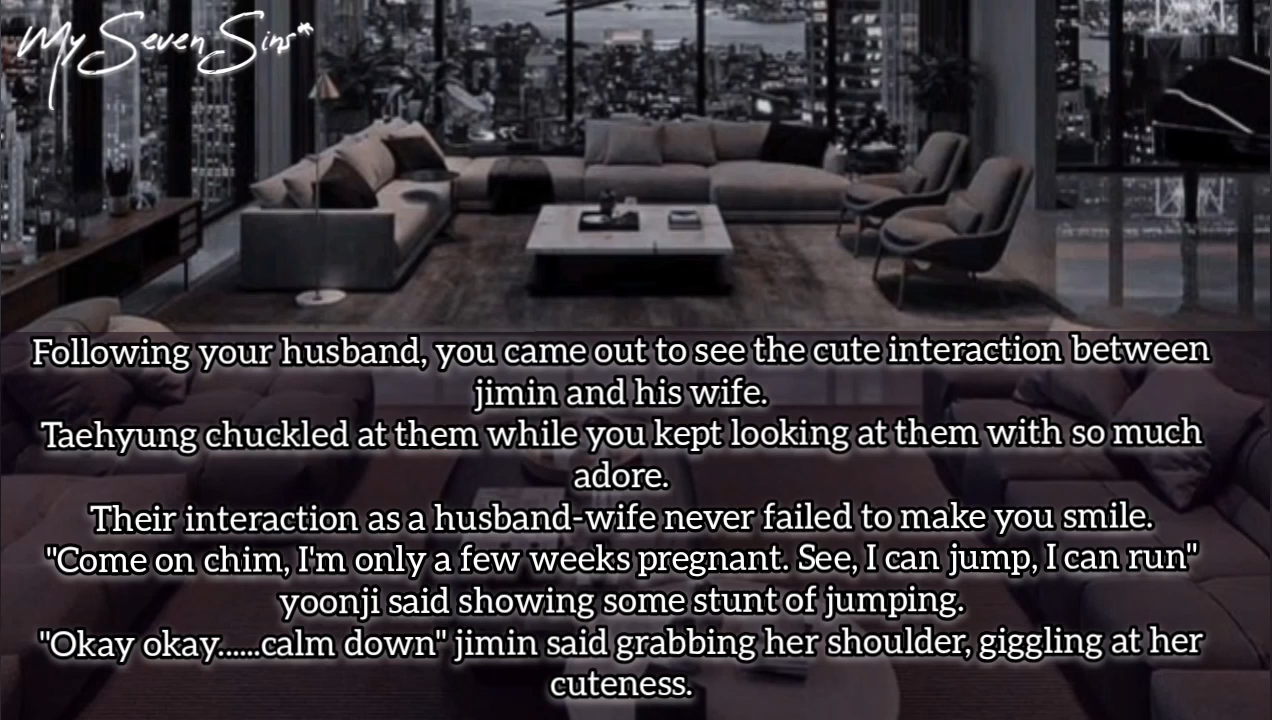 My Seven Sins*
Following your husband, you came out to see the cute interaction between
jimin and his wife.
Taehyung chuckled at them while you kept looking at them with so much
adore.
Their interaction as a husband-wife never failed to make you smile.
"Come on chim, I'm only a few weeks pregnant. See, I can jump, I can run"
yoonji said showing some stunt of jumping.
"Okay okay......calm down" jimin said grabbing her shoulder, giggling at her
cuteness.